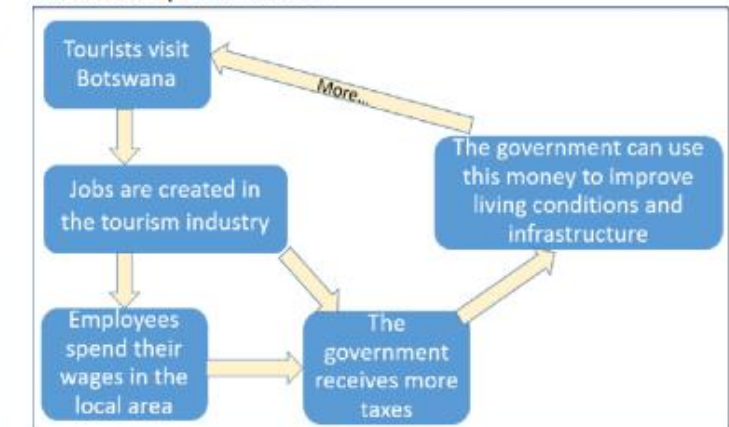 Tourists visit
Botswana
More...
Jobs are created in
the tourism industry
The government can use
this money to improve
living conditions and
infrastructure
Employees
spend their
wages in the
local area
The
government
receives more
taxes